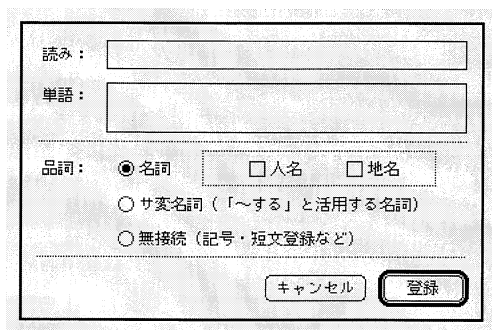 読み：
単語：
品詞： 名詞 人名 地名
サ変名詞（「～する」と活用する名詞）
無接続（記号・短文登録など）
キャンセル 登録